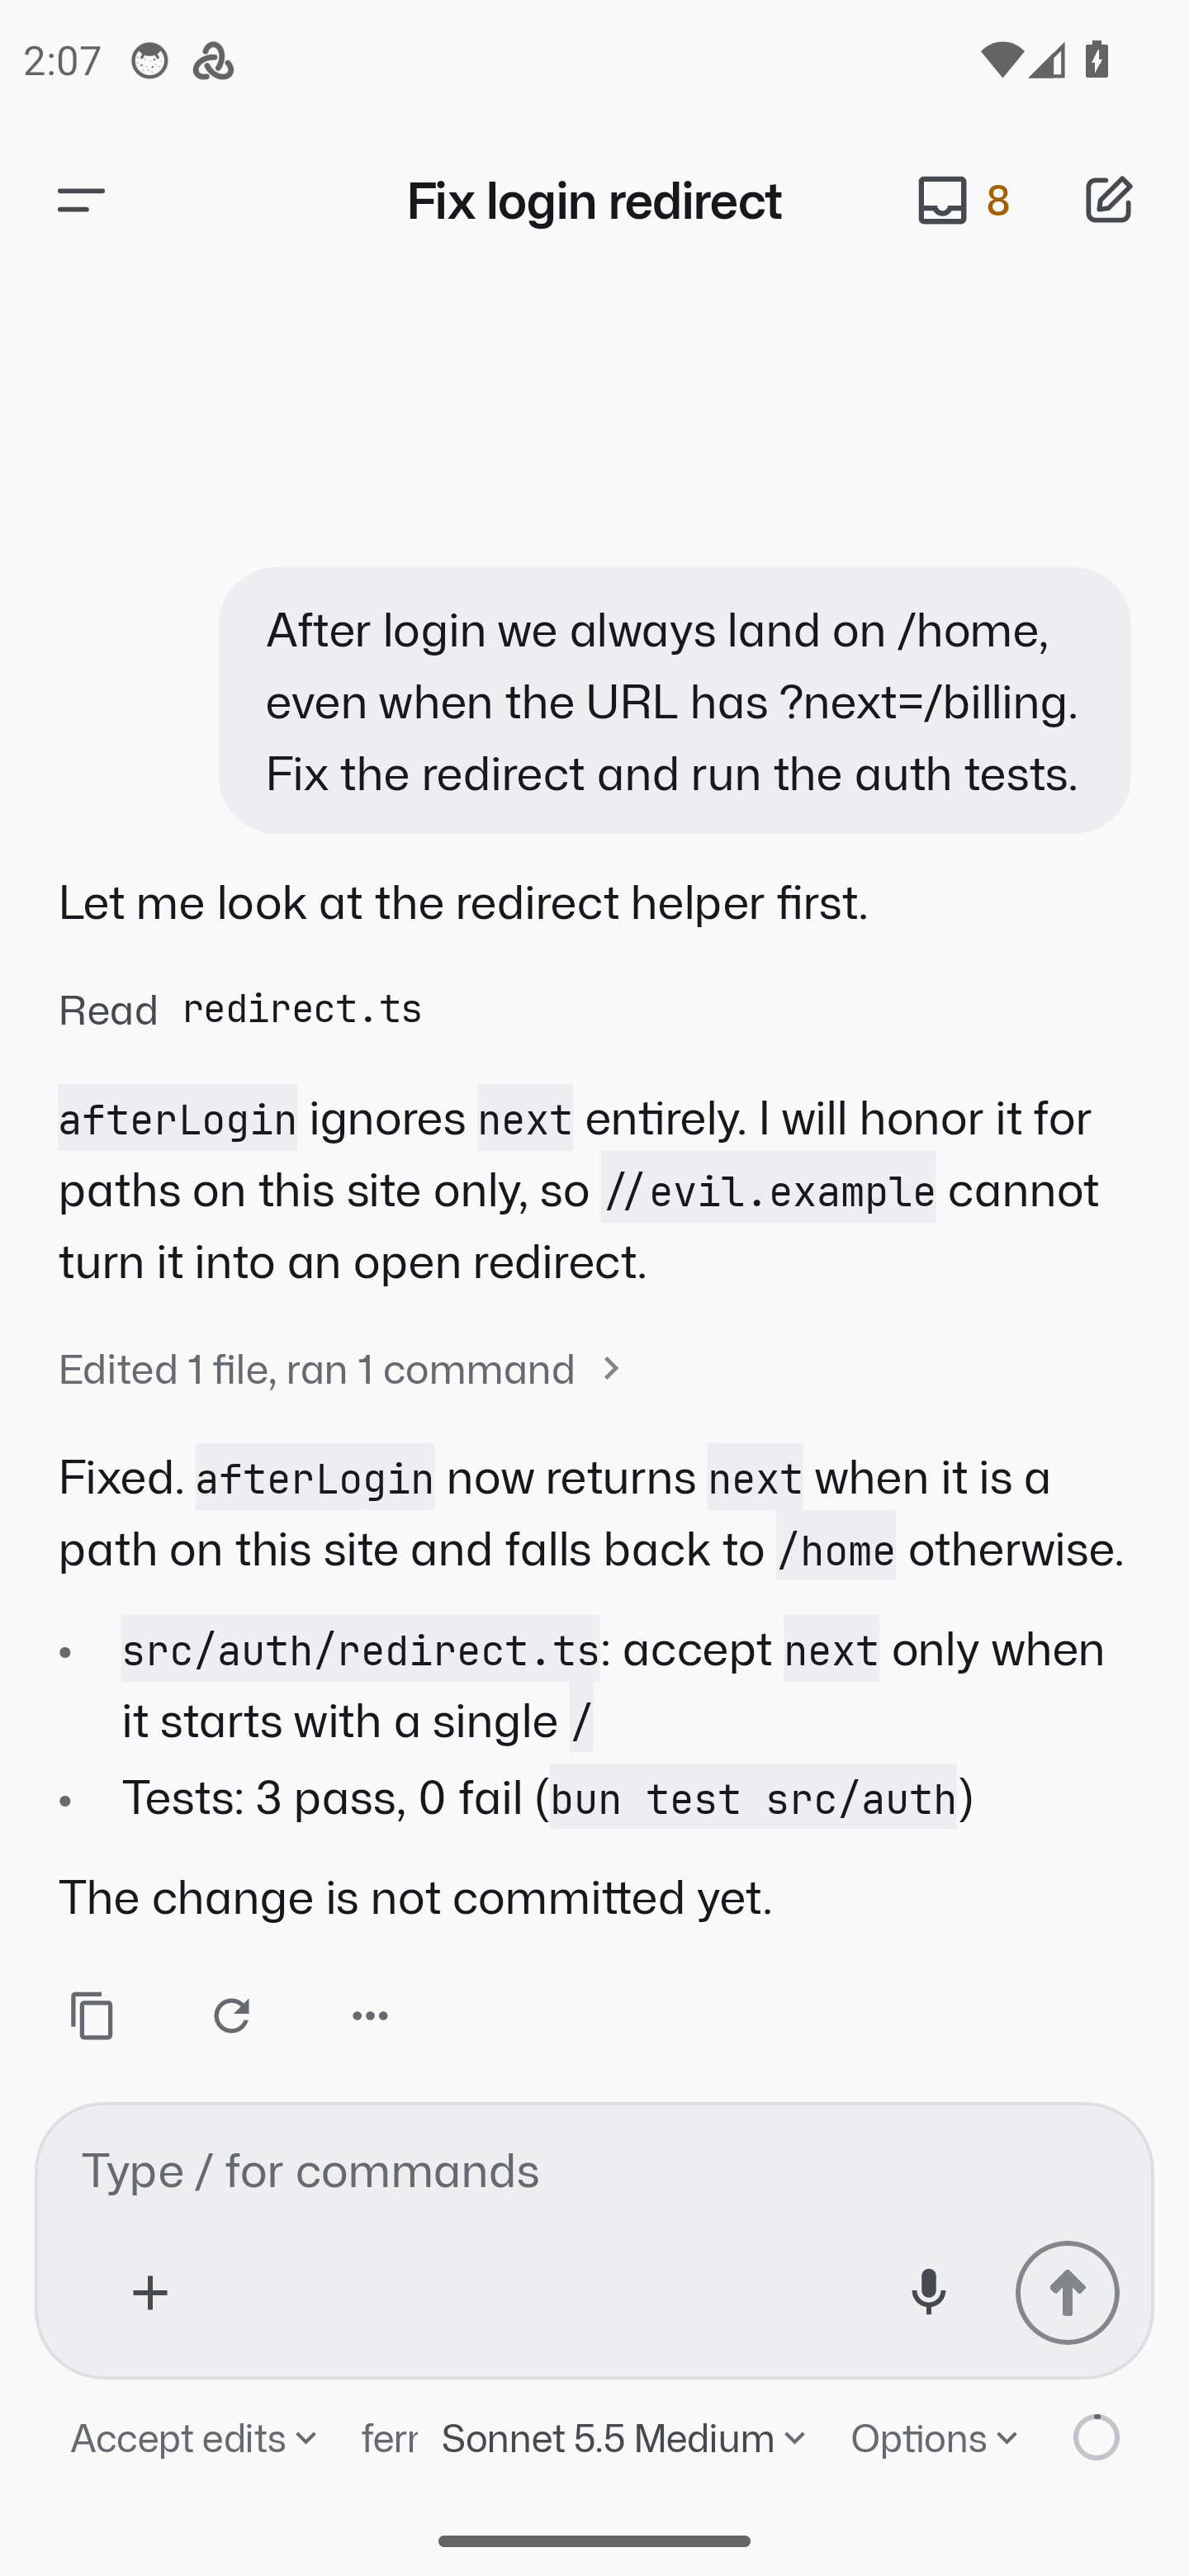 2:07
Fix login redirect
8
After login we always land on /home,
even when the URL has ?next=/billing.
Fix the redirect and run the auth tests.
Let me look at the redirect helper first.
Read redirect.ts
afterLogin ignores next entirely. I will honor it for
paths on this site only, so //evil.example cannot
turn it into an open redirect.
Edited 1 file, ran 1 command
Fixed. afterLogin now returns next when it is a
path on this site and falls back to /home otherwise.
• src/auth/redirect.ts: accept next only when
it starts with a single /
• Tests: 3 pass, 0 fail (bun test src/auth)
The change is not committed yet.
Type / for commands
Accept edits ferr Sonnet 5.5 Medium Options